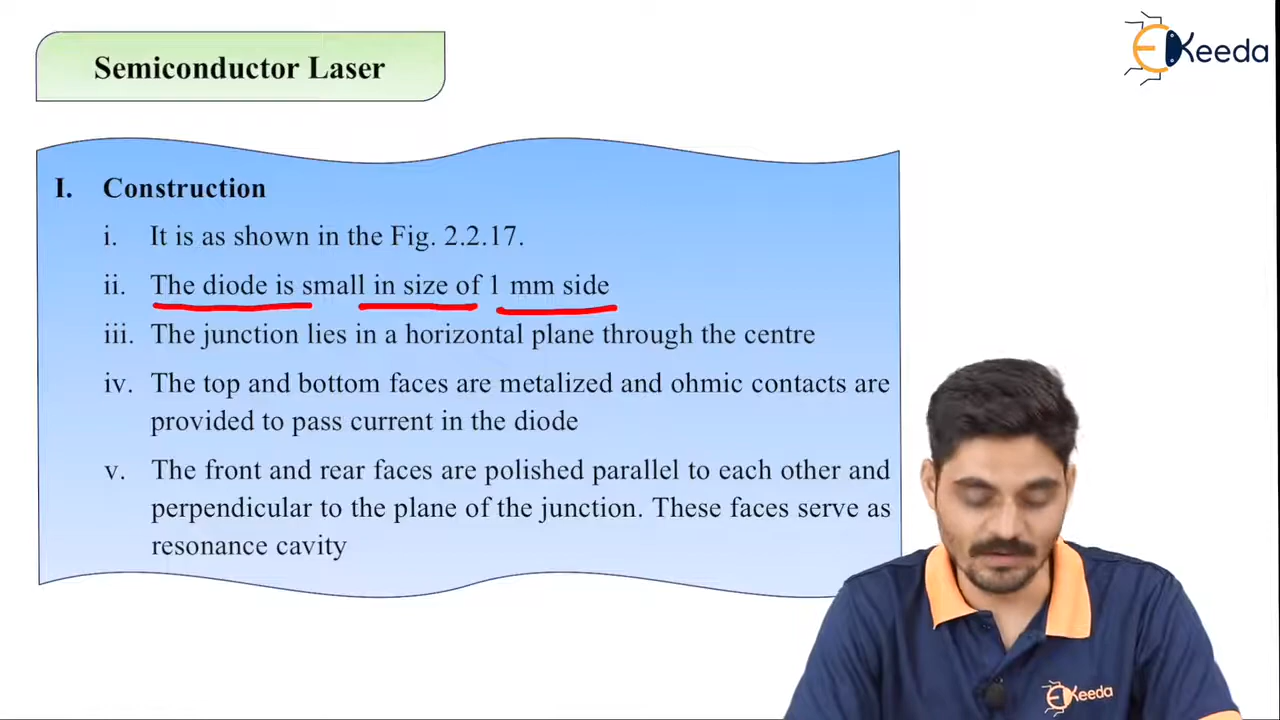 Semiconductor Laser
EKeeda
I. Construction
i. It is as shown in the Fig. 2.2.17.
ii. The diode is small in size of 1 mm side
iii. The junction lies in a horizontal plane through the centre
iv. The top and bottom faces are metalized and ohmic contacts are
provided to pass current in the diode
v. The front and rear faces are polished parallel to each other and
perpendicular to the plane of the junction. These faces serve as
resonance cavity
EKeeda